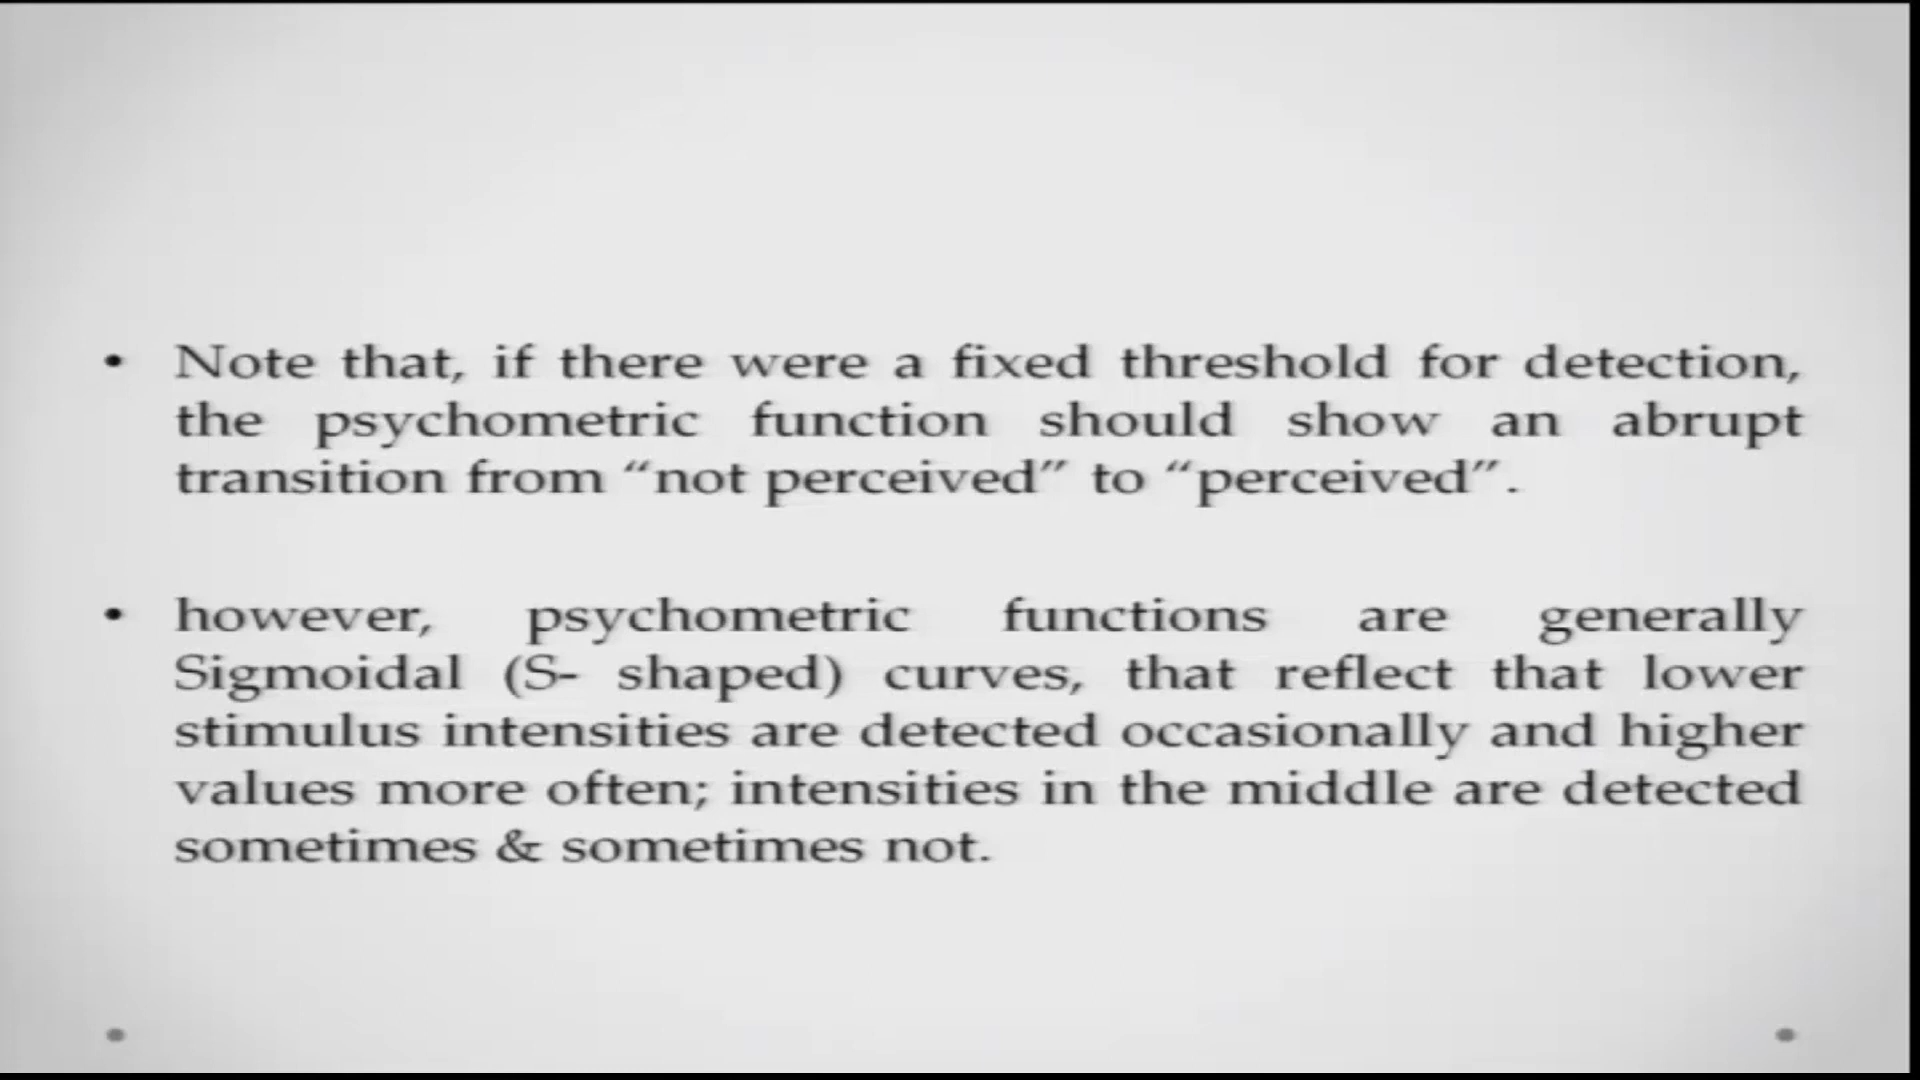 • Note that, if there were a fixed threshold for detection,
the psychometric function should show an abrupt
transition from “not perceived” to “perceived”.
• however, psychometric functions are generally
Sigmoidal (S- shaped) curves, that reflect that lower
stimulus intensities are detected occasionally and higher
values more often; intensities in the middle are detected
sometimes & sometimes not.